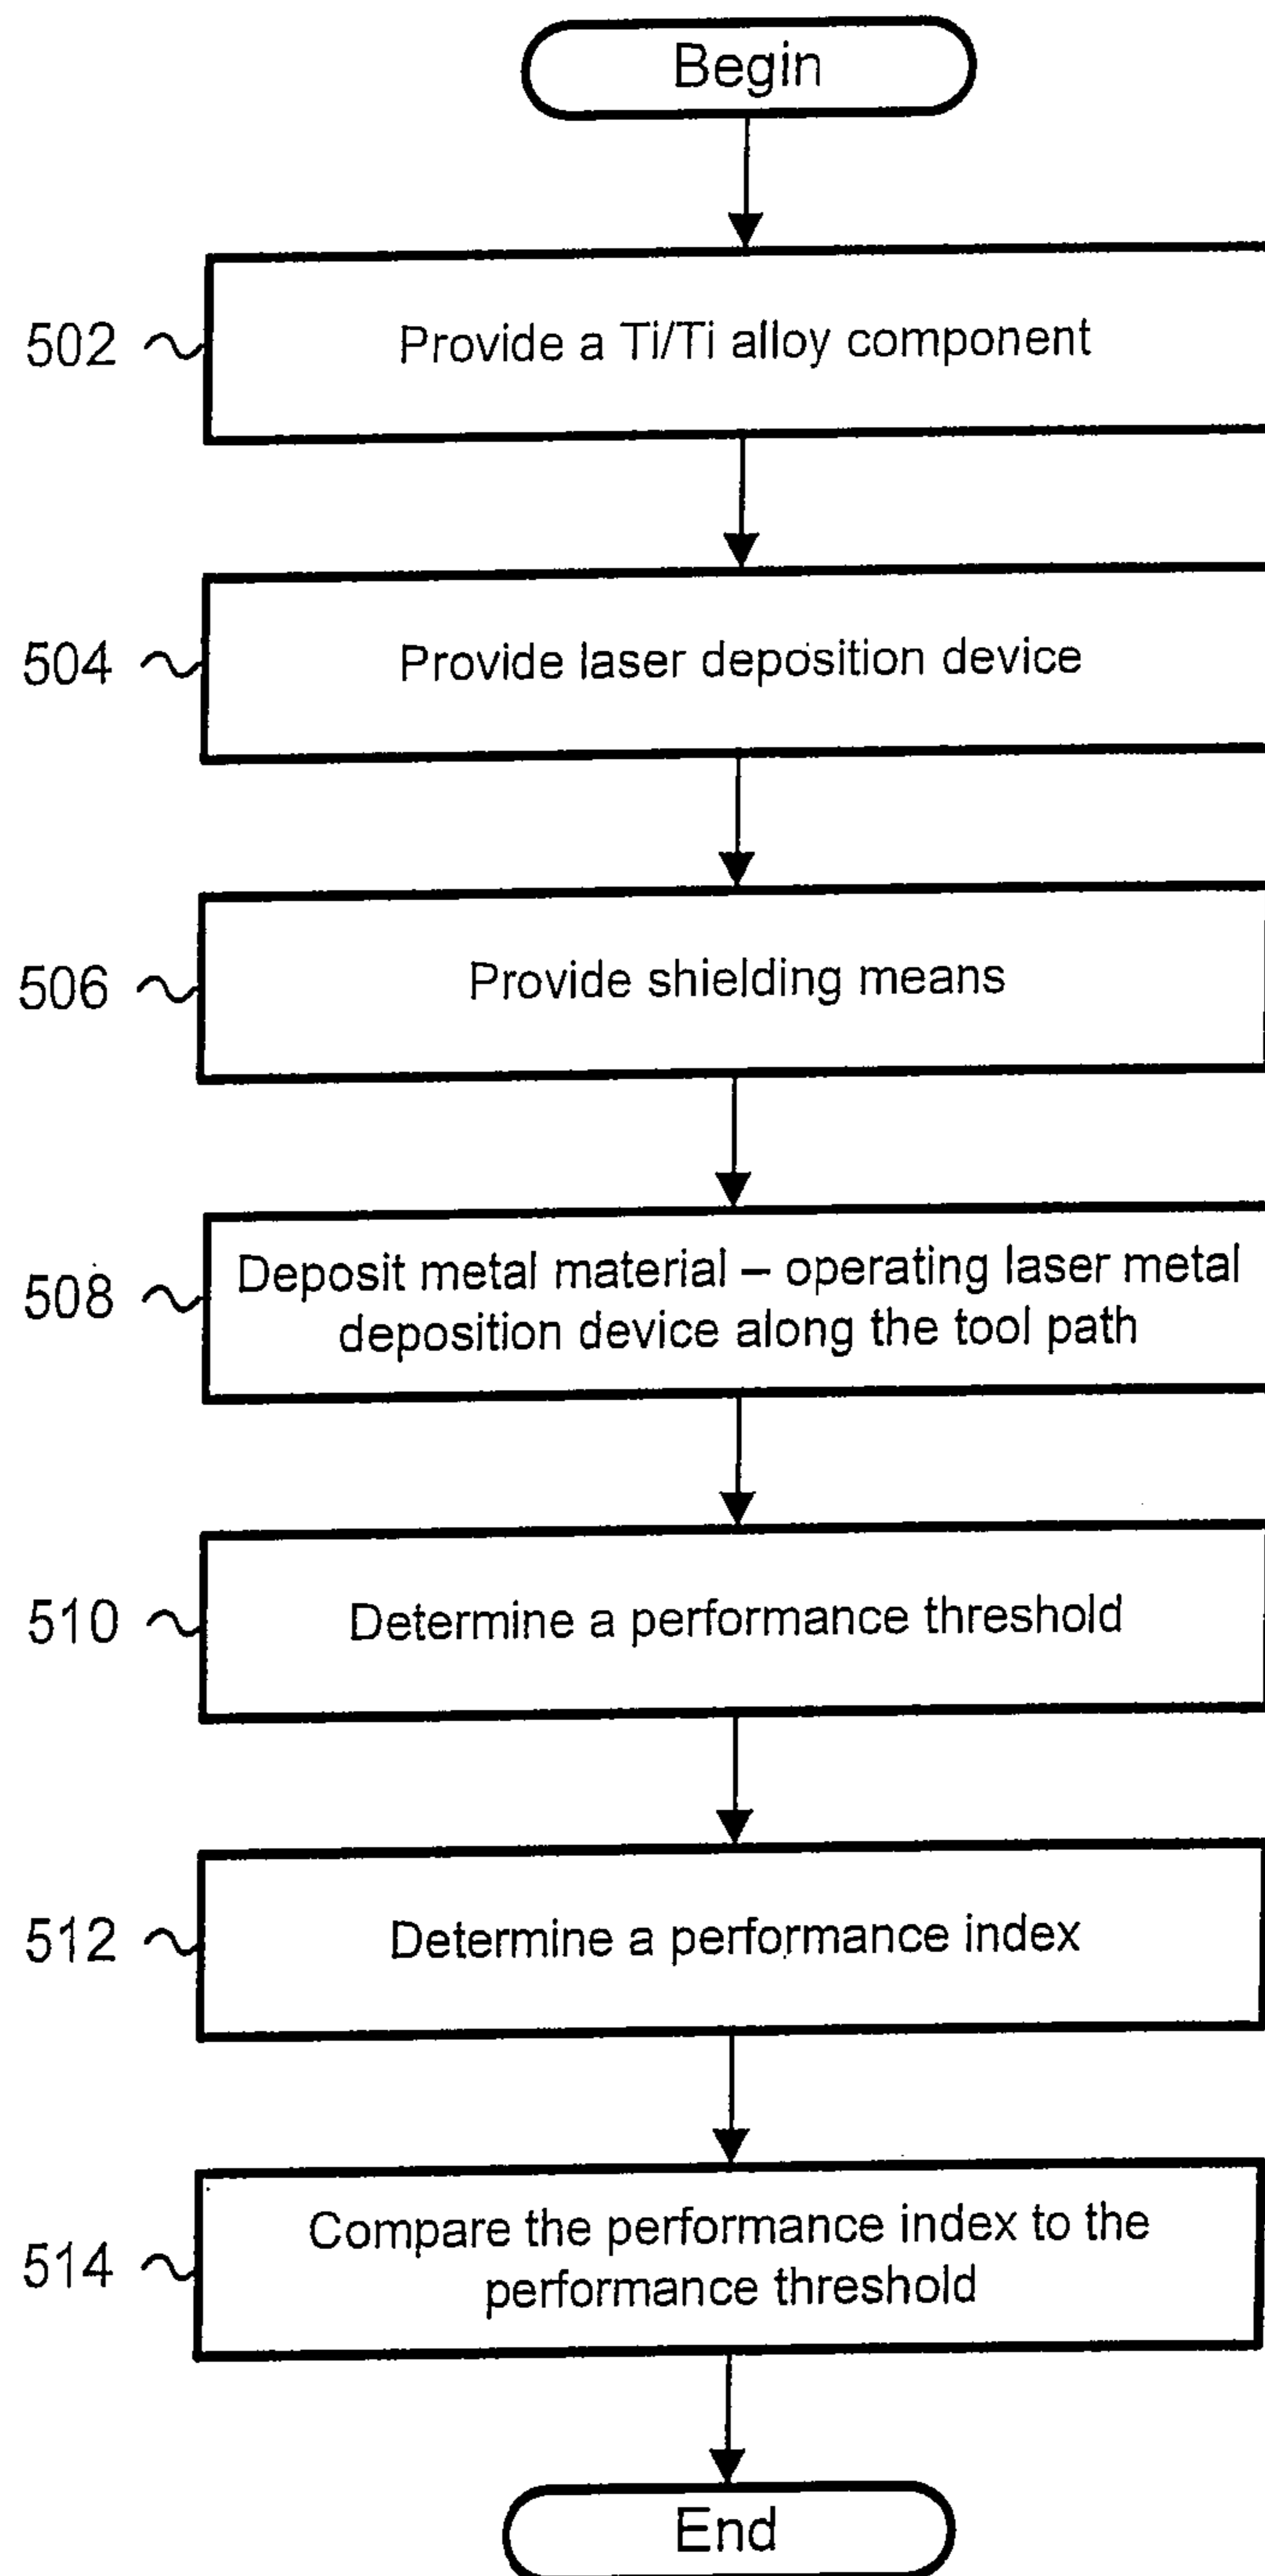 Begin
502
Provide a Ti/Ti alloy component
504
Provide laser deposition device
506
Provide shielding means
508
Deposit metal material – operating laser metal
deposition device along the tool path
510
Determine a performance threshold
512
Determine a performance index
514
Compare the performance index to the
performance threshold
End